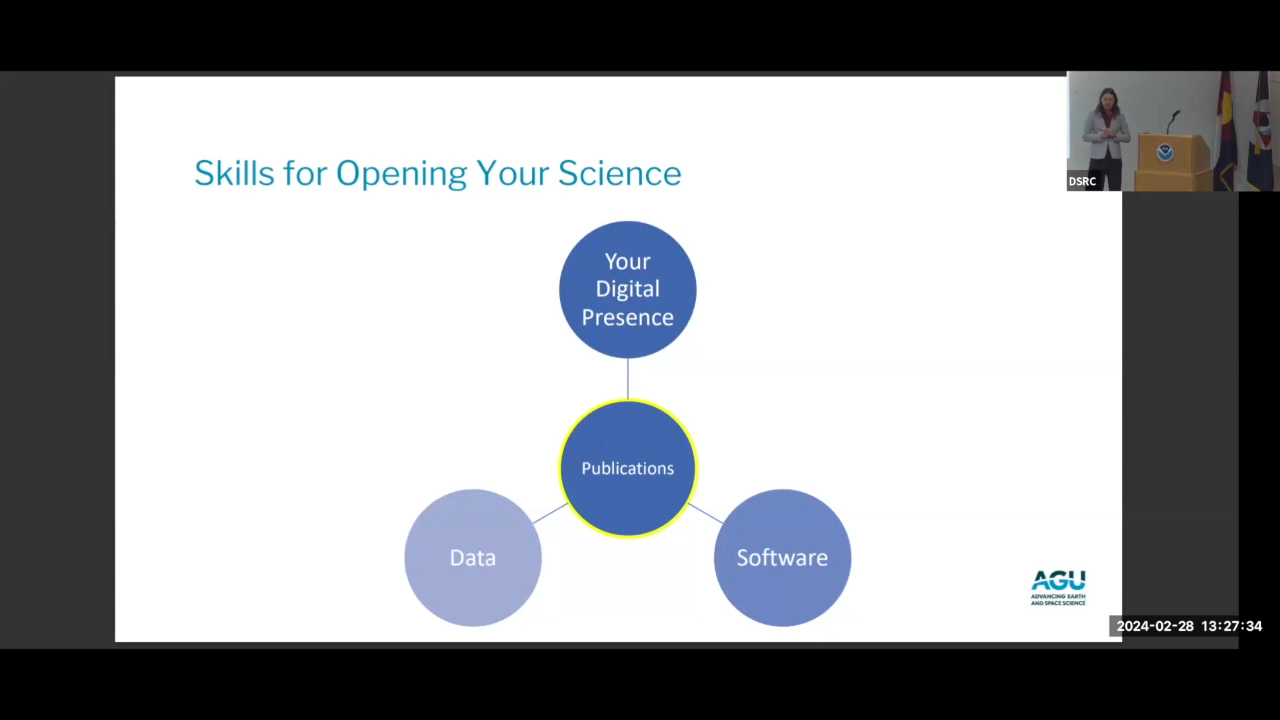 Skills for Opening Your Science
DSRC
Your
Digital
Presence
Publications
Data
Software
AGU
ADVANCING EARTH
AND SPACE SCIENCE
2024-02-28 13:27:34